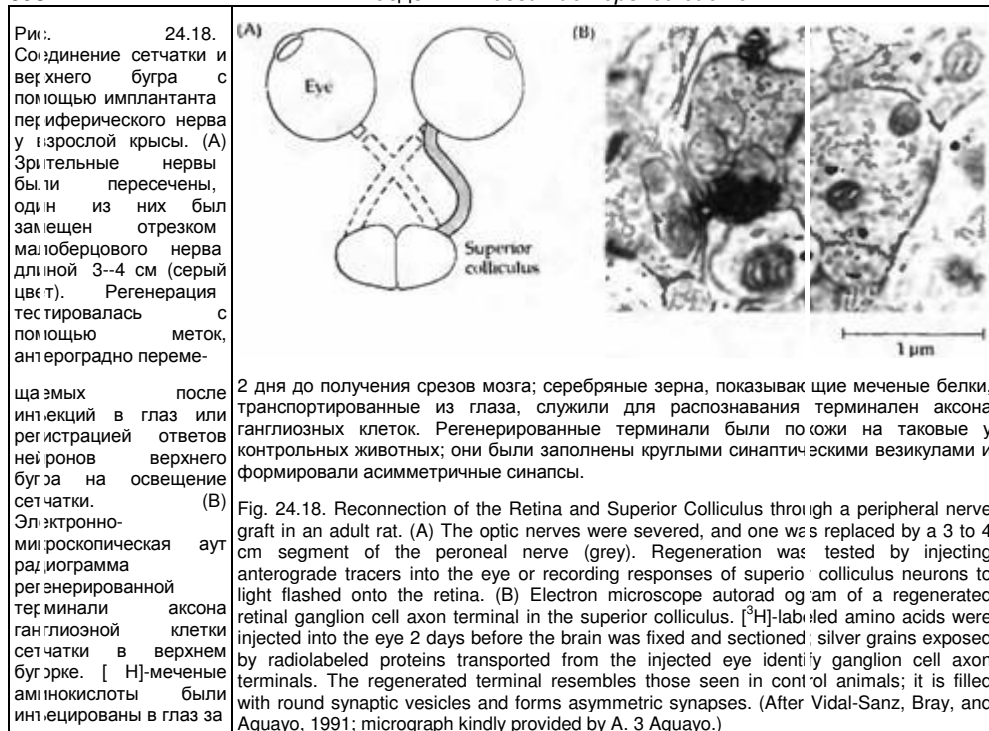 Рис. 24.18.
Соединение сетчатки и
верхнего бугра с
помощью имплантанта
периферического нерва
у взрослой крысы. (А)
Зрительные нервы
были пересечены,
один из них был
замещен отрезком
малоберцового нерва
длиной 3--4 см (серый
цвет). Регенерация
тестировалась с
помощью меток,
антероградно переме-
щаемых после
инъекций в глаз или
регистрацией ответов
нейронов верхнего
бугра на освещение
сетчатки. (B)
Электронно-
микроскопическая аут
радиограмма
регенерированной
терминали аксона
ганглиоэной клетки
сетчатки в верхнем
бугорке. [ H]-меченые
аминокислоты были
инъецированы в глаз за
(A)
Eye
Superior
colliculus
(B)
1 µm
2 дня до получения срезов мозга; серебряные зерна, показывающие меченые белки,
транспортированные из глаза, служили для распознавания терминален аксона
ганглиозных клеток. Регенерированные терминали были похожи на таковые у
контрольных животных; они были заполнены круглыми синаптическими везикулами и
формировали асимметричные синапсы.
Fig. 24.18. Reconnection of the Retina and Superior Colliculus through a peripheral nerve
graft in an adult rat. (A) The optic nerves were severed, and one was replaced by a 3 to 4
cm segment of the peroneal nerve (grey). Regeneration was tested by injecting
anterograde tracers into the eye or recording responses of superior colliculus neurons to
light flashed onto the retina. (B) Electron microscope autorad ogram of a regenerated
retinal ganglion cell axon terminal in the superior colliculus. [³H]-labeled amino acids were
injected into the eye 2 days before the brain was fixed and sectioned; silver grains exposed
by radiolabeled proteins transported from the injected eye identify ganglion cell axon
terminals. The regenerated terminal resembles those seen in control animals; it is filled
with round synaptic vesicles and forms asymmetric synapses. (After Vidal-Sanz, Bray, and
Aguayo, 1991; micrograph kindly provided by A. 3 Aguayo.)